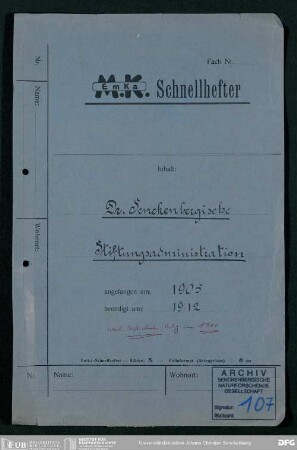 Fach Nr.
M.K. Schnellhefter
EmKa
Nr.
Name:
Wohnort:
Inhalt:
Dr. Senckenbergische
Stiftungsadministration
angefangen am: 1905
beendigt am: 1912
Nr.
Name:
Wohnort:
ARCHIV
SENCKENBERGISCHE
NATURFORSCHENDE
GESELLSCHAFT
Signatur:
107
UB
DFG
Universitätsbibliothek Johann Christian Senckenberg